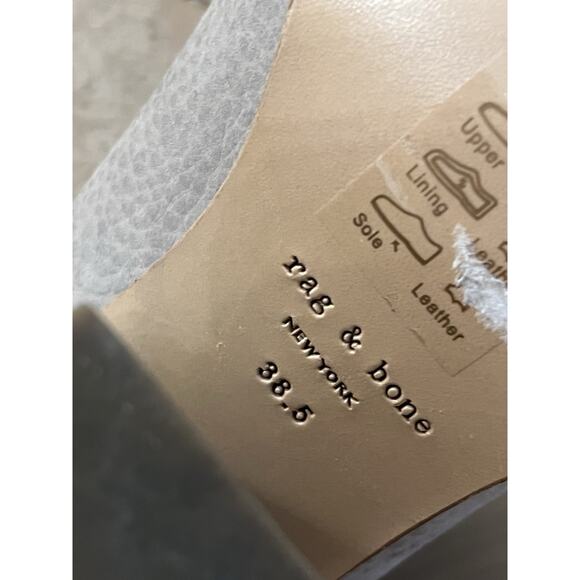 Upper
Lining
Sole
Leather
rag & bone
NEW YORK
38.5